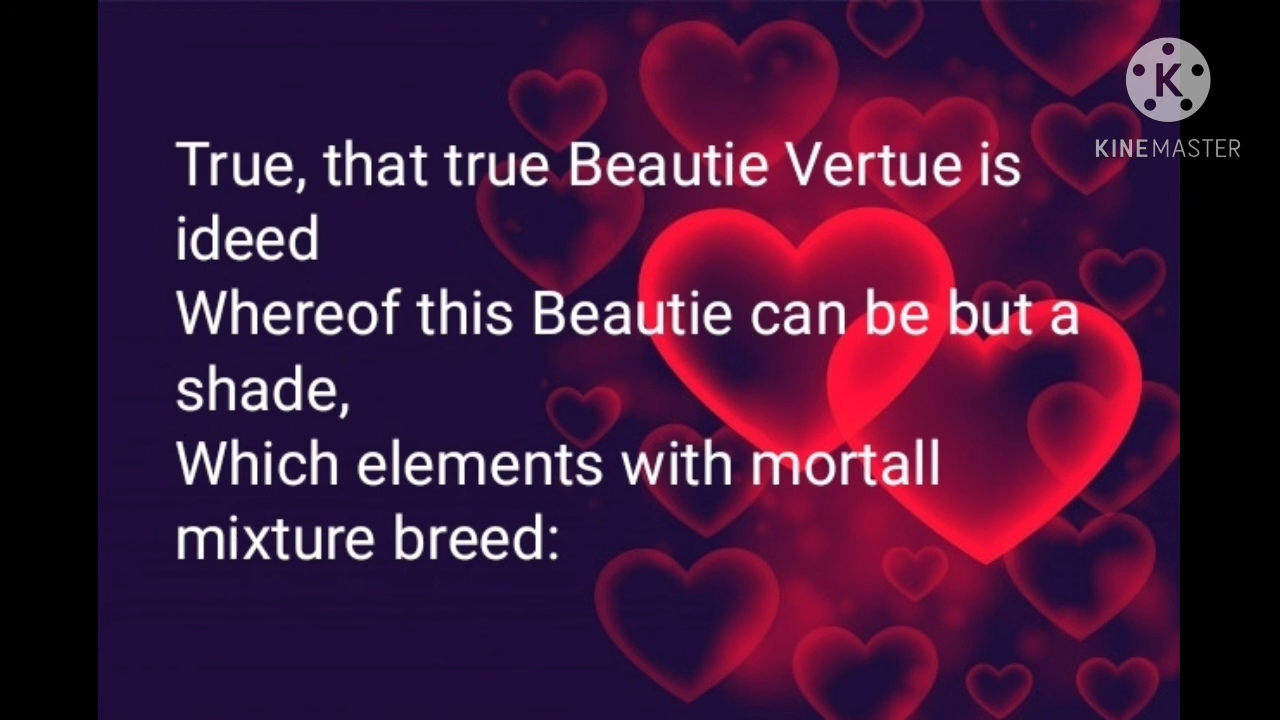 True, that true Beautie Vertue is
ideed
Whereof this Beautie can be but a
shade,
Which elements with mortall
mixture breed:
K
KINEMASTER